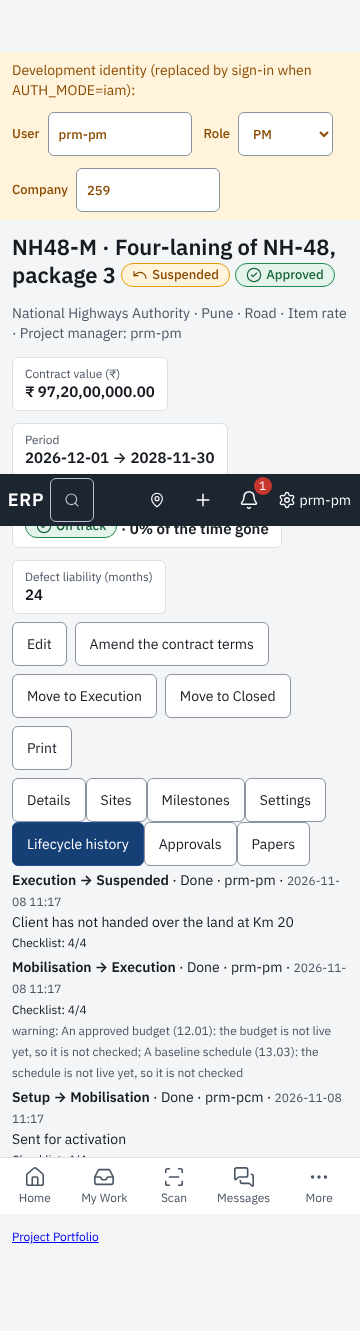 Development identity (replaced by sign-in when
AUTH_MODE=iam):
User prm-pm Role PM
Company 259
NH48-M · Four-laning of NH-48,
package 3 Suspended Approved
National Highways Authority · Pune · Road · Item rate
· Project manager: prm-pm
Contract value (₹)
₹ 97,20,00,000.00
Period
2026-12-01 → 2028-11-30
ERP 1 prm-pm
On track · 0% of the time gone
Defect liability (months)
24
Edit Amend the contract terms
Move to Execution Move to Closed
Print
Details Sites Milestones Settings
Lifecycle history Approvals Papers
Execution → Suspended · Done · prm-pm · 2026-11-
08 11:17
Client has not handed over the land at Km 20
Checklist: 4/4
Mobilisation → Execution · Done · prm-pm · 2026-11-
08 11:17
Checklist: 4/4
warning: An approved budget (12.01): the budget is not live
yet, so it is not checked; A baseline schedule (13.03): the
schedule is not live yet, so it is not checked
Setup → Mobilisation · Done · prm-pcm · 2026-11-08
11:17
Sent for activation
Home My Work Scan Messages More
Project Portfolio